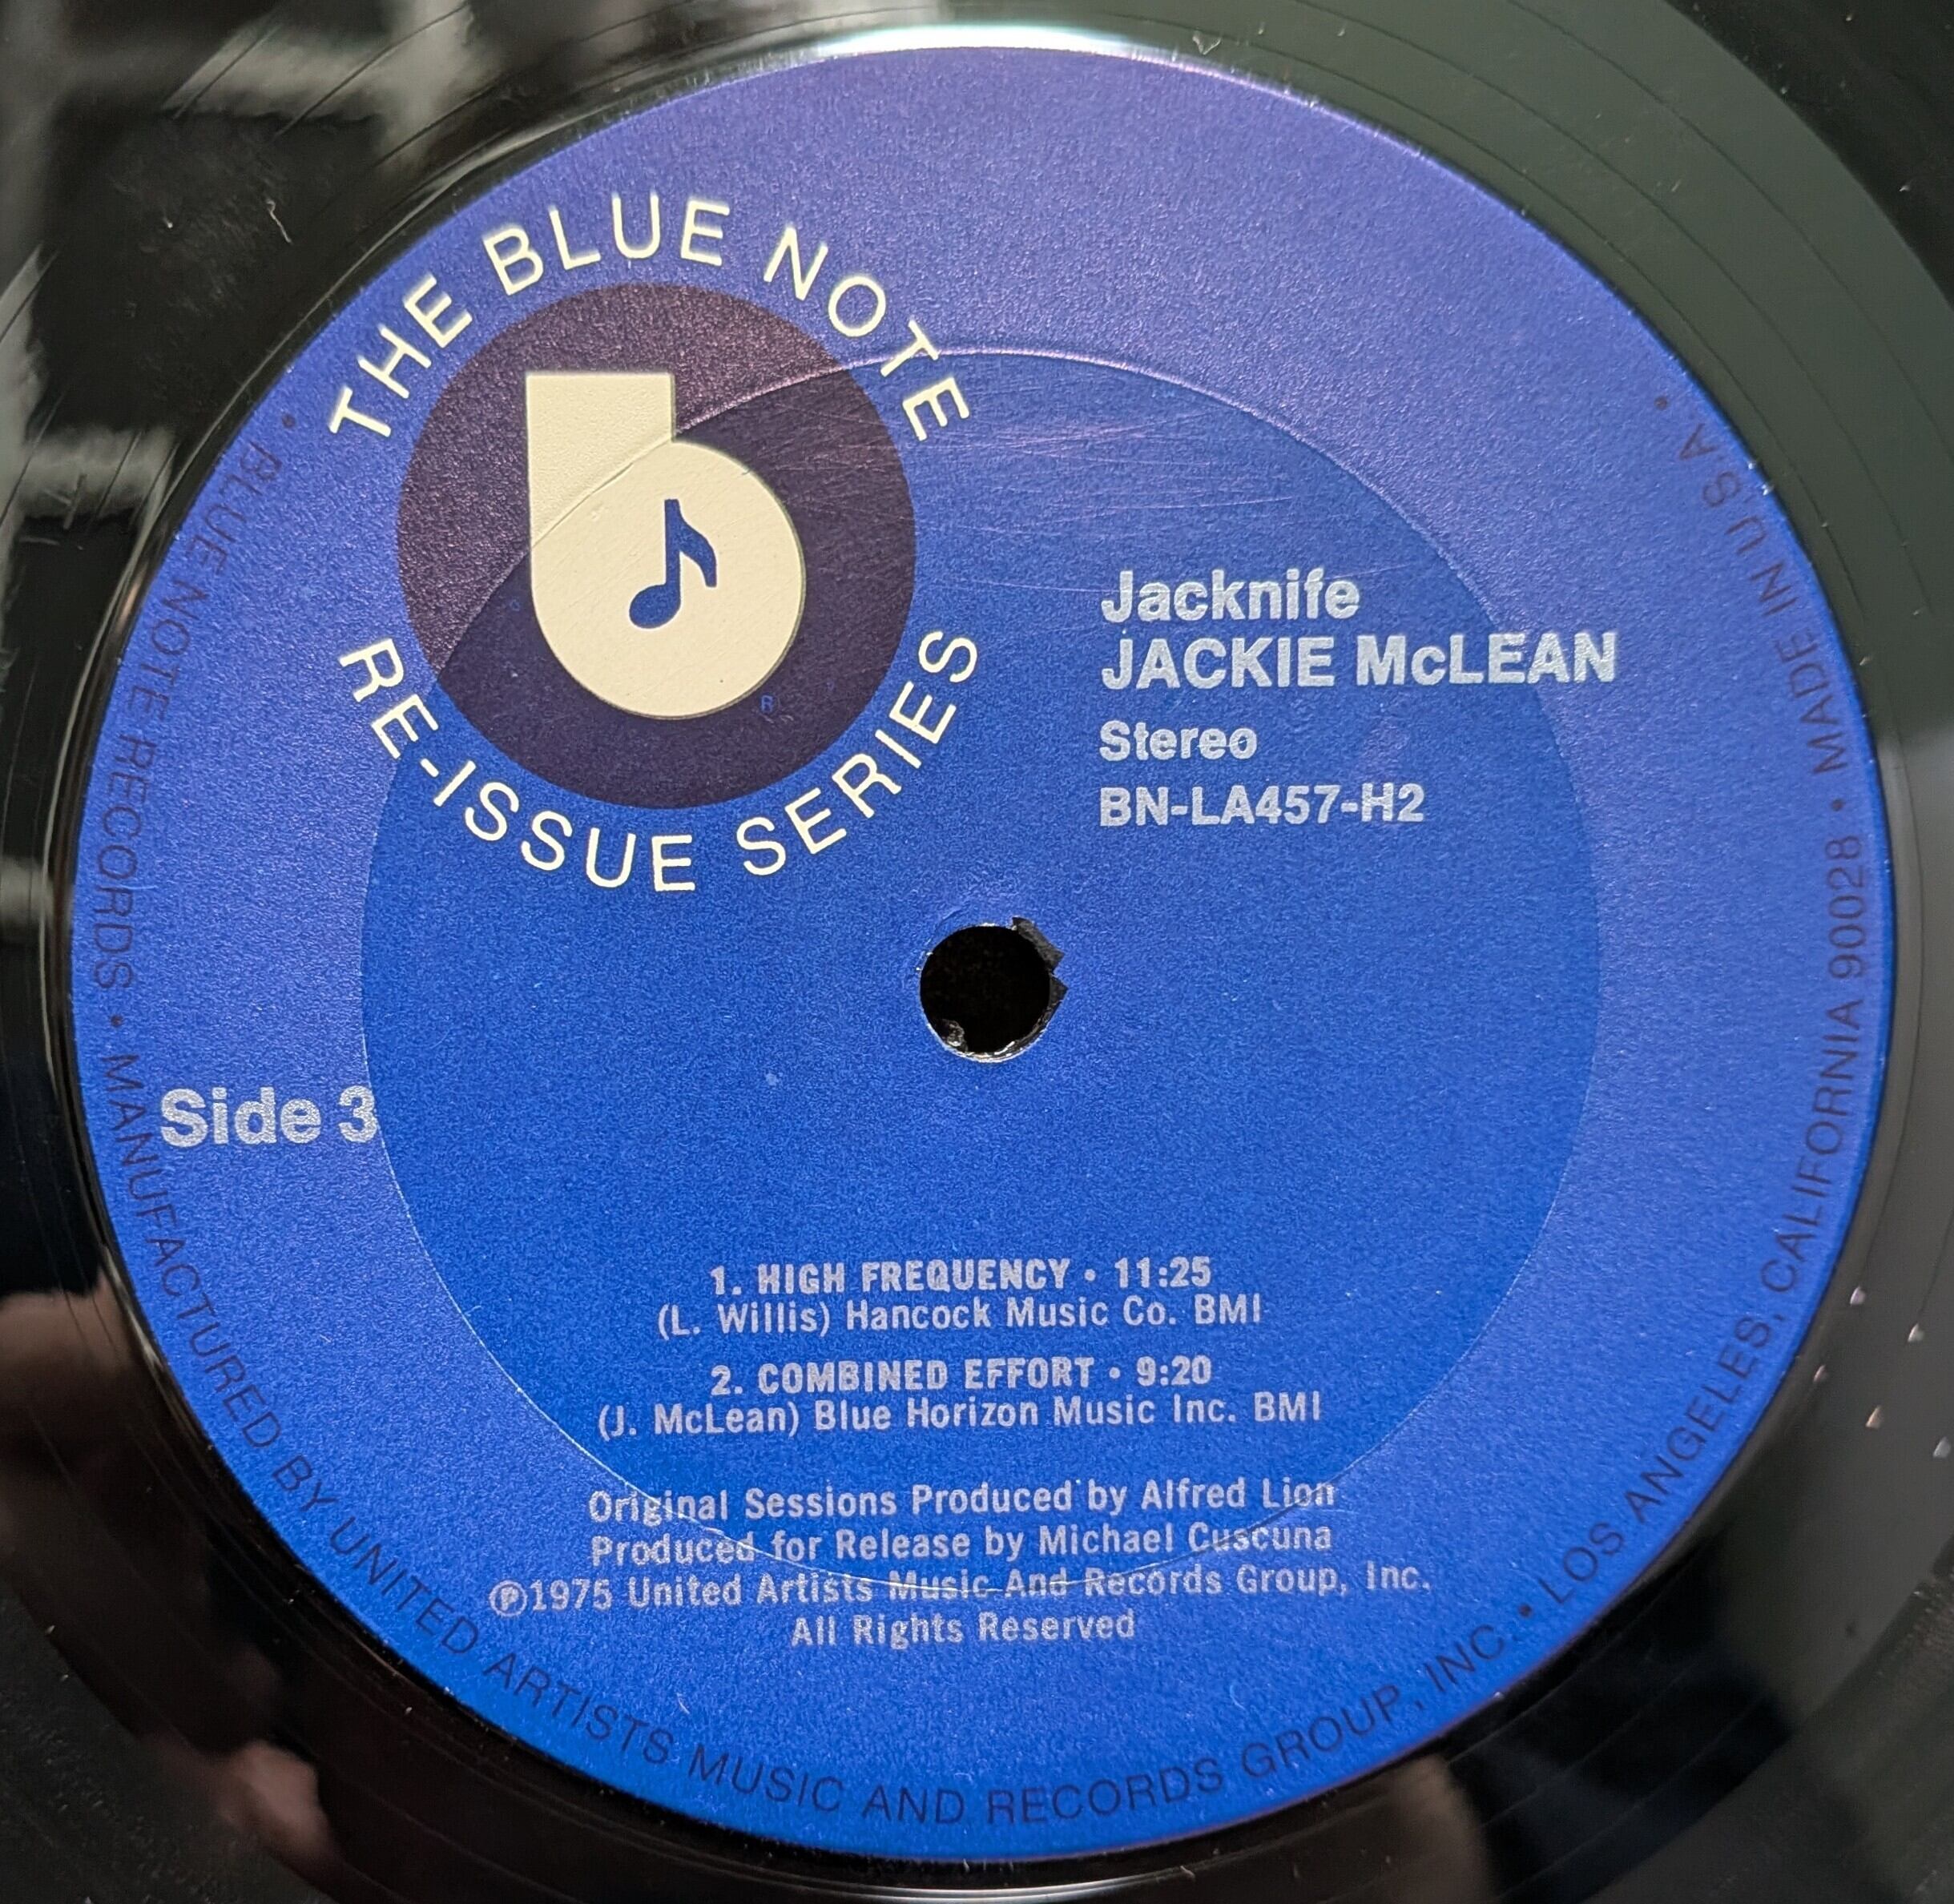 THE BLUE NOTE
RE-ISSUE SERIES
b
R
Jacknife
JACKIE McLEAN
Stereo
BN-LA457-H2
Side 3
1. HIGH FREQUENCY • 11:25
(L. Willis) Hancock Music Co. BMI
2. COMBINED EFFORT • 9:20
(J. McLean) Blue Horizon Music Inc. BMI
Original Sessions Produced by Alfred Lion
Produced for Release by Michael Cuscuna
℗1975 United Artists Music And Records Group, Inc.
All Rights Reserved
• BLUE NOTE RECORDS • MANUFACTURED BY UNITED ARTISTS MUSIC AND RECORDS GROUP, INC. • LOS ANGELES, CALIFORNIA 90028 • MADE IN U.S.A. •